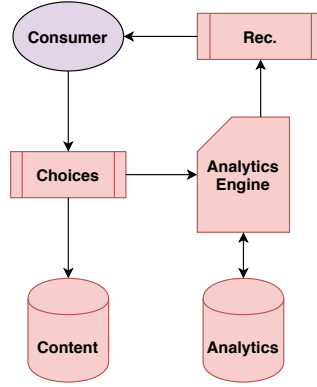 Consumer
Rec.
Choices
Analytics
Engine
Content
Analytics